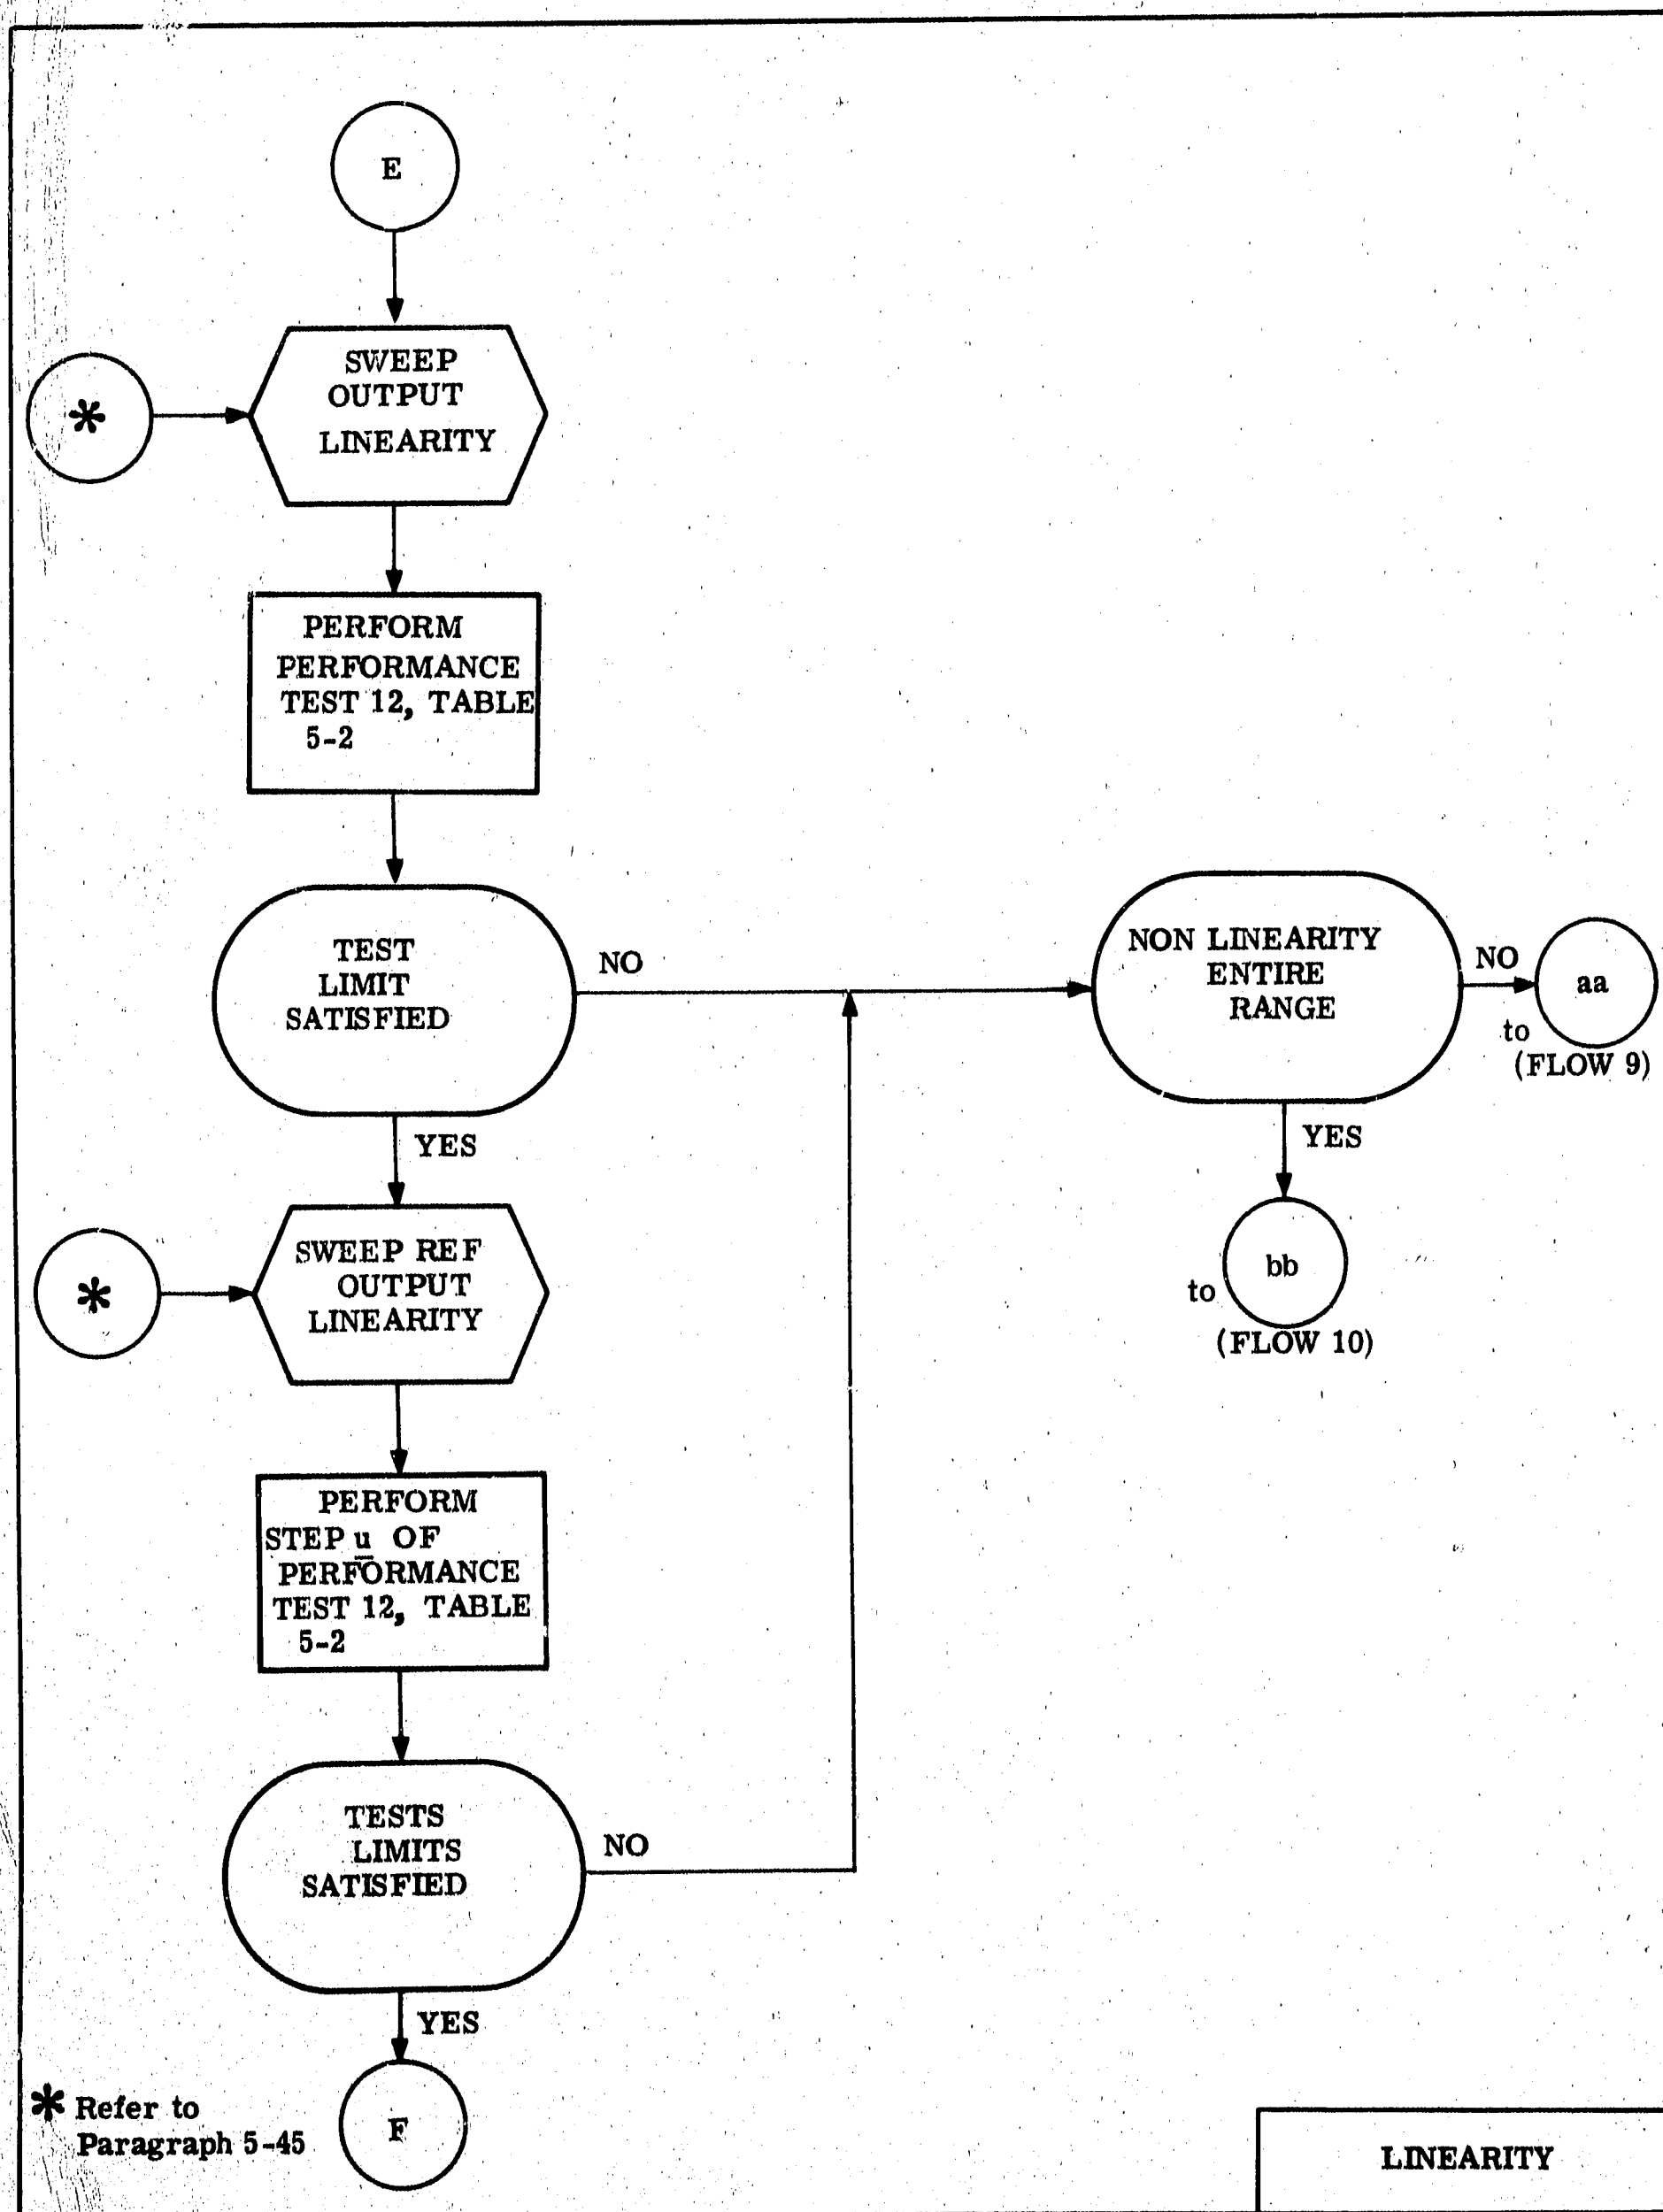 E
*
SWEEP
OUTPUT
LINEARITY
PERFORM
PERFORMANCE
TEST 12, TABLE
5-2
TEST
LIMIT
SATISFIED
NO
NON LINEARITY
ENTIRE
RANGE
NO
aa
to
(FLOW 9)
YES
YES
bb
to
(FLOW 10)
*
SWEEP REF
OUTPUT
LINEARITY
PERFORM
STEP u OF
PERFORMANCE
TEST 12, TABLE
5-2
TESTS
LIMITS
SATISFIED
NO
YES
F
* Refer to
Paragraph 5-45
LINEARITY